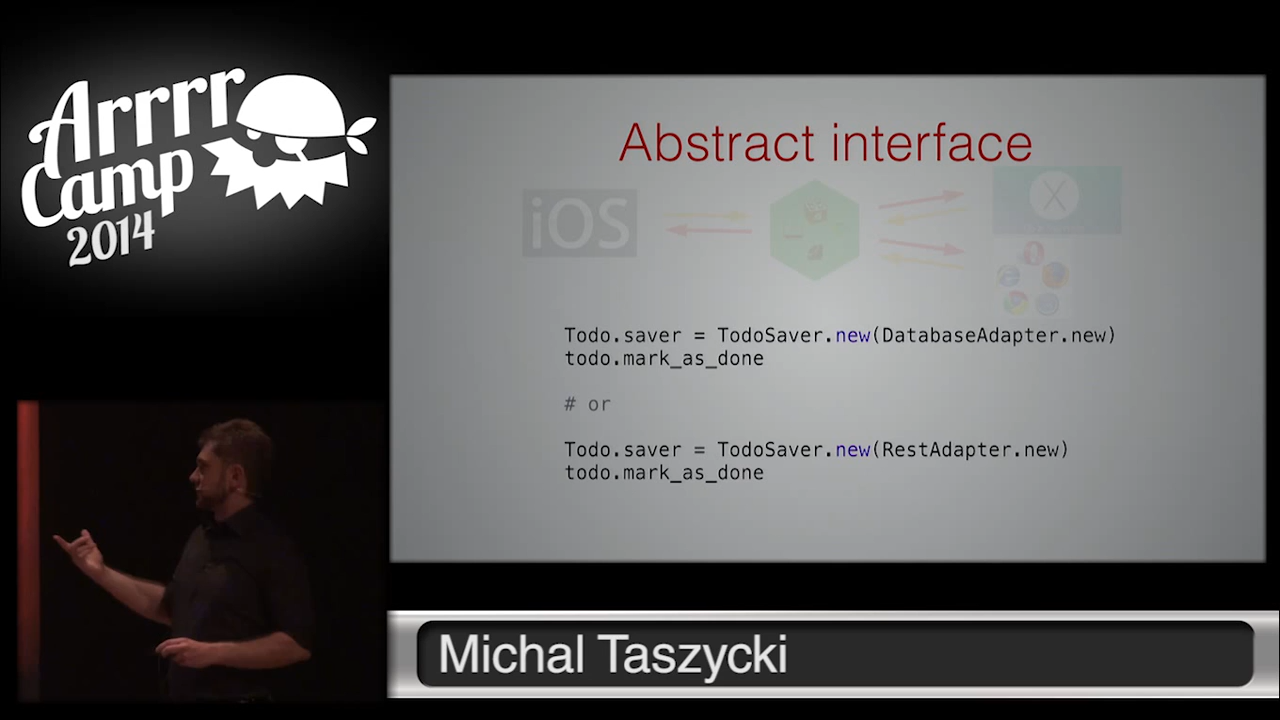 Arrrr
Camp
2014
Abstract interface
iOS
X
Todo.saver = TodoSaver.new(DatabaseAdapter.new)
todo.mark_as_done
# or
Todo.saver = TodoSaver.new(RestAdapter.new)
todo.mark_as_done
Michal Taszycki